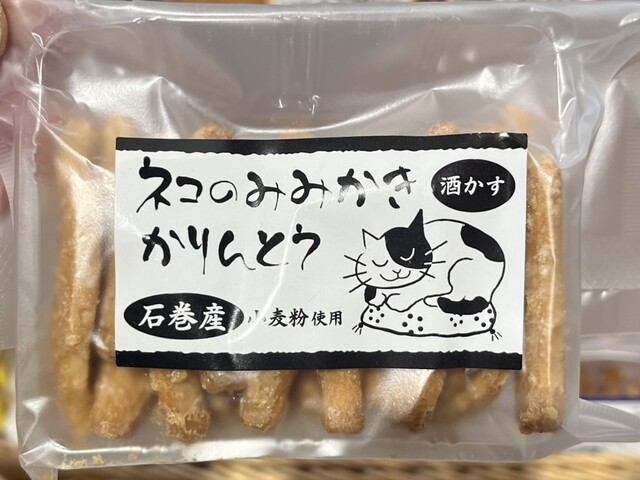 ネコのみみかき
かりんとう
酒かす
石巻産 小麦粉使用